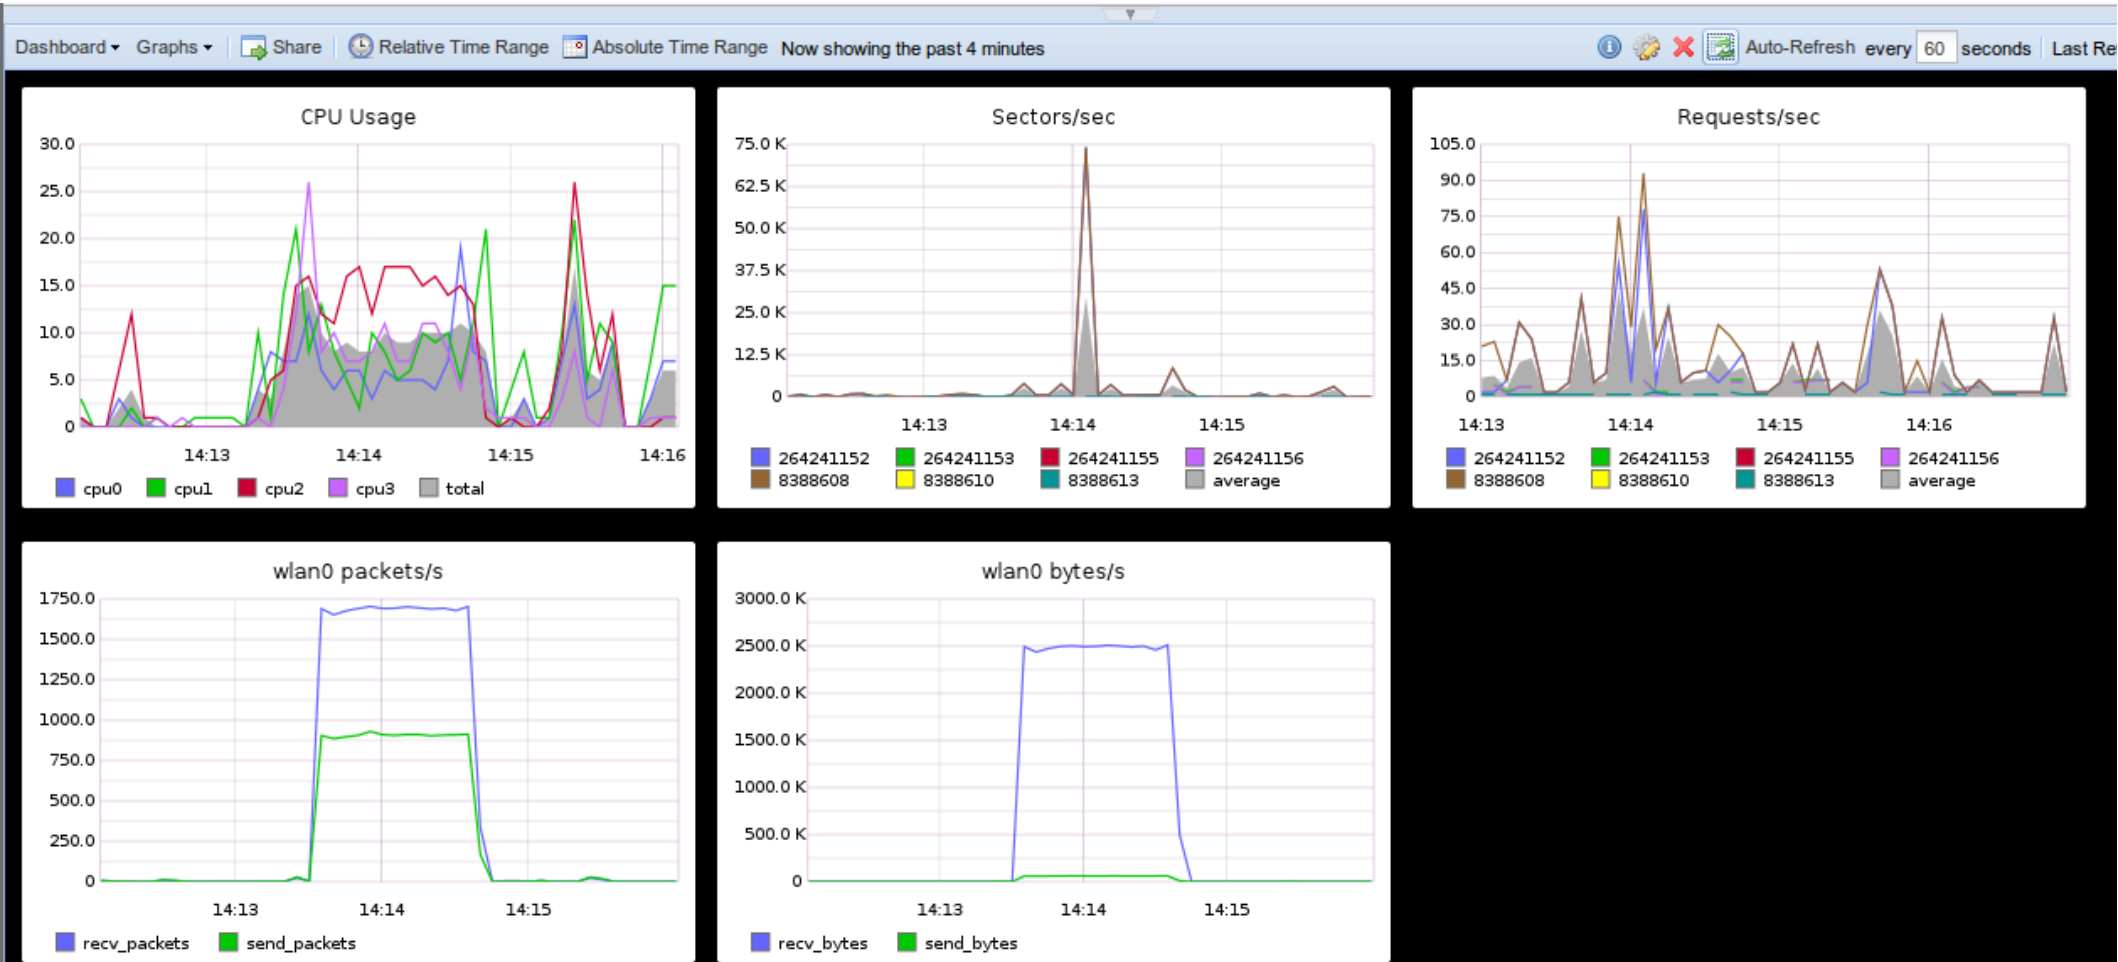 Dashboard Graphs Share Relative Time Range Absolute Time Range Now showing the past 4 minutes Auto-Refresh every 60 seconds Last
CPU Usage
30.0
25.0
20.0
15.0
10.0
5.0
0
14:13 14:14 14:15 14:16
cpu0 cpu1 cpu2 cpu3 total
Sectors/sec
75.0 K
62.5 K
50.0 K
37.5 K
25.0 K
12.5 K
0
14:13 14:14 14:15
264241152 264241153 264241155 264241156
8388608 8388610 8388613 average
Requests/sec
105.0
90.0
75.0
60.0
45.0
30.0
15.0
0
14:13 14:14 14:15 14:16
264241152 264241153 264241155 264241156
8388608 8388610 8388613 average
wlan0 packets/s
1750.0
1500.0
1250.0
1000.0
750.0
500.0
250.0
0
14:13 14:14 14:15
recv_packets send_packets
wlan0 bytes/s
3000.0 K
2500.0 K
2000.0 K
1500.0 K
1000.0 K
500.0 K
0
14:13 14:14 14:15
recv_bytes send_bytes